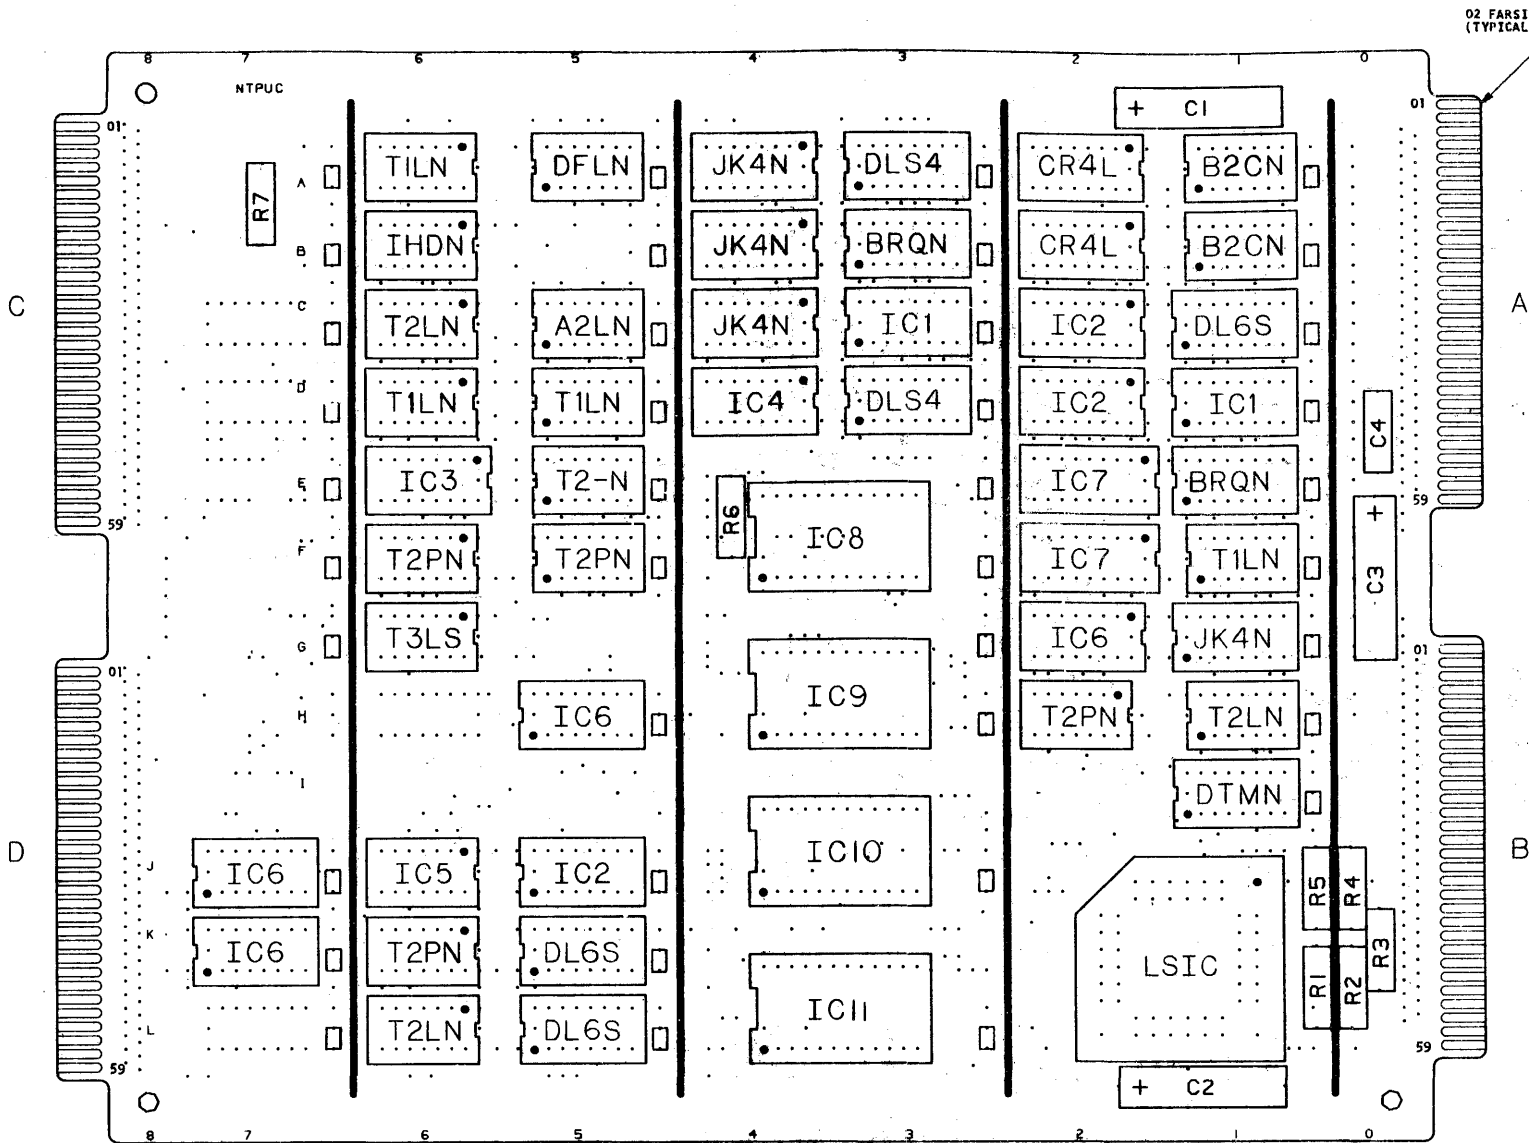 02 FARSI
(TYPICAL
8 7 6 5 4 3 2 1 0
NTPUC
+ C1
01 01
A R7 T1LN DFLN JK4N DLS4 CR4L B2CN
B IHDN JK4N BRQN CR4L B2CN
C C T2LN A2LN JK4N IC1 IC2 DL6S A
D T1LN T1LN IC4 DLS4 IC2 IC1 C4
E IC3 T2-N R6 IC7 BRQN
59 59
IC8
F T2PN T2PN IC7 T1LN + C3
G T3LS IC6 JK4N
01 01
IC9
H IC6 T2PN T2LN
I DTMN
D IC10 B
J IC6 IC5 IC2 R5 R4
K IC6 T2PN DL6S LSIC R3
R1 R2
IC11
L T2LN DL6S
59 59
+ C2
8 7 6 5 4 3 2 1 0